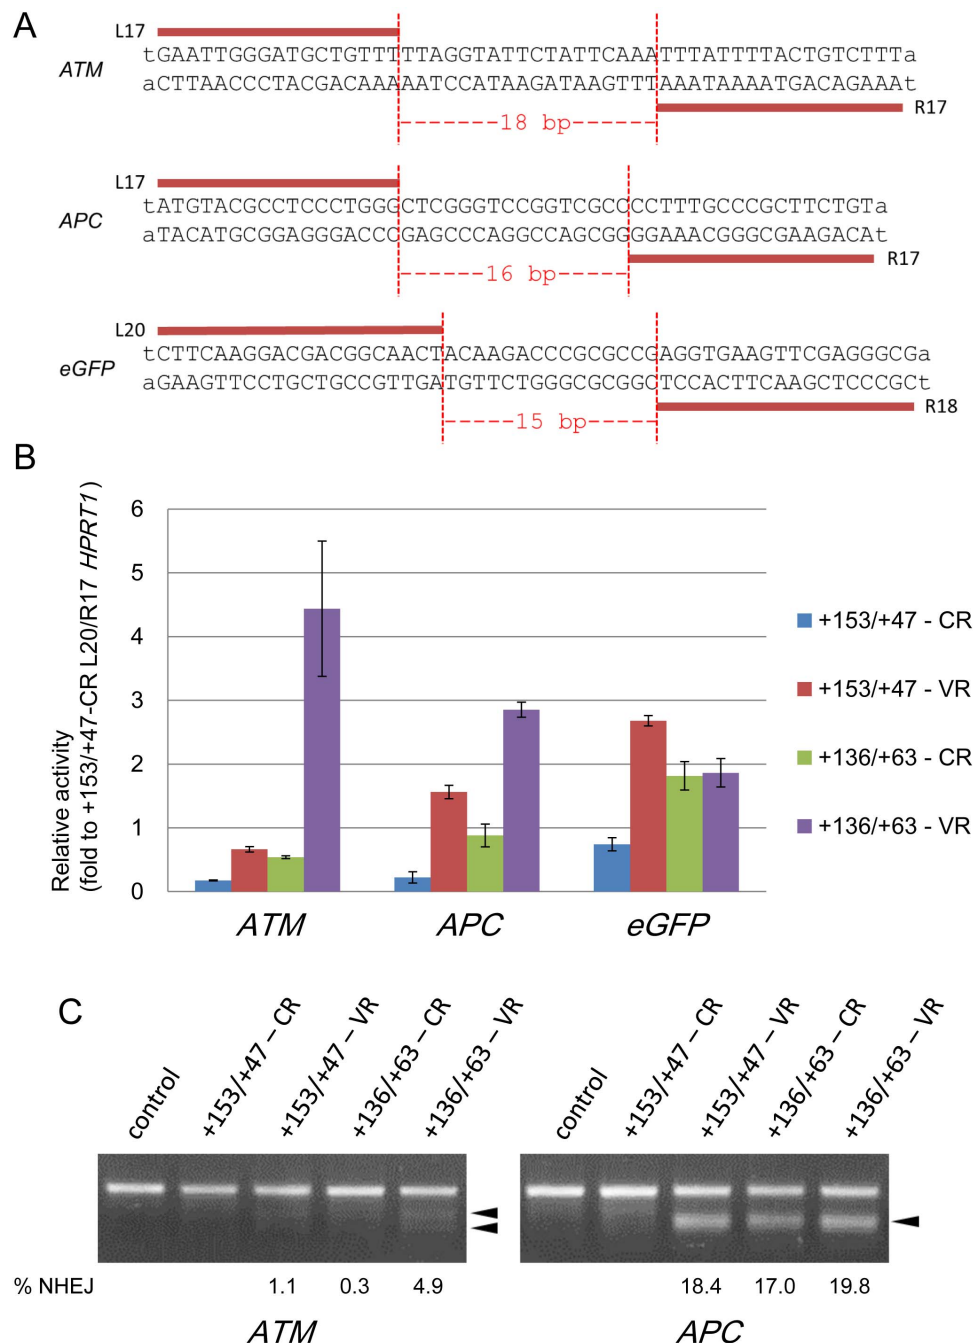 A
L17
tGAATTGGGATGCTGTTTTTAGGTATTCTATTCAAATTTATTTTACTGTCTTTa
ATM
aCTTAACCCTACGACAAAAATCCATAAGATAAGTTTAAATAAAATGACAGAAAt
18 bp
R17
L17
tATGTACGCCTCCCTGGGCTCGGGTCCGGTCGCCCCTTTGCCCGCTTCTGTa
APC
aTACATGCGGAGGGACCCGAGCCCAGGCCAGCGGGGAAACGGGCGAAGACAt
16 bp
R17
L20
tCTTCAAGGACGACGGCAACTACAAGACCCGCGCCGAGGTGAAGTTCGAGGGCGa
eGFP
aGAAGTTCCTGCTGCCGTTGATGTTCTGGGCGCGGCTCCACTTCAAGCTCCCGCt
15 bp
R18
B
Relative activity
(fold to +153/+47-CR L20/R17 HPRT1)
6
5
4
3
2
1
0
ATM APC eGFP
+153/+47 - CR
+153/+47 - VR
+136/+63 - CR
+136/+63 - VR
C
control
+153/+47 – CR
+153/+47 – VR
+136/+63 – CR
+136/+63 – VR
control
+153/+47 – CR
+153/+47 – VR
+136/+63 – CR
+136/+63 – VR
% NHEJ 1.1 0.3 4.9 18.4 17.0 19.8
ATM APC